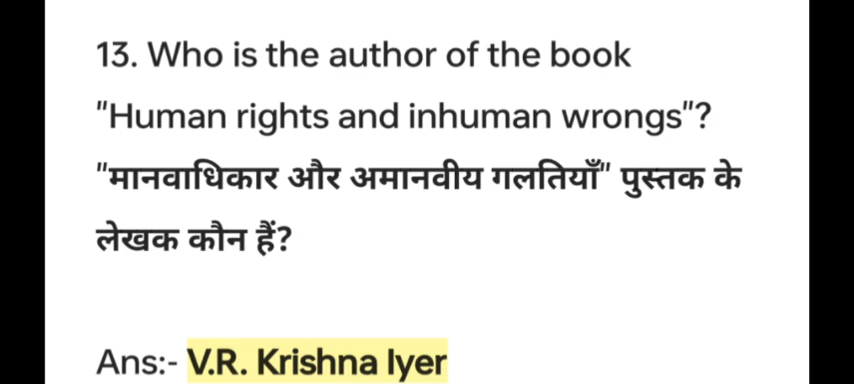 13. Who is the author of the book
"Human rights and inhuman wrongs"?
"मानवाधिकार और अमानवीय गलतियाँ" पुस्तक के
लेखक कौन हैं?
Ans:- V.R. Krishna Iyer